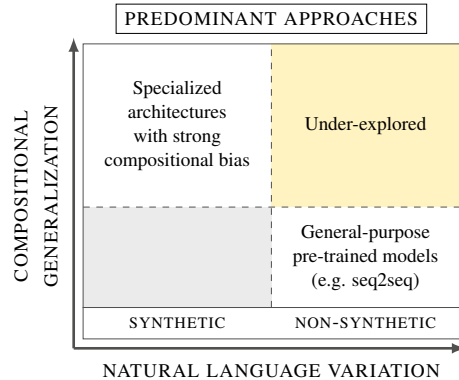 PREDOMINANT APPROACHES
COMPOSITIONAL
GENERALIZATION
Specialized
architectures
with strong
compositional bias
Under-explored
General-purpose
pre-trained models
(e.g. seq2seq)
SYNTHETIC
NON-SYNTHETIC
NATURAL LANGUAGE VARIATION